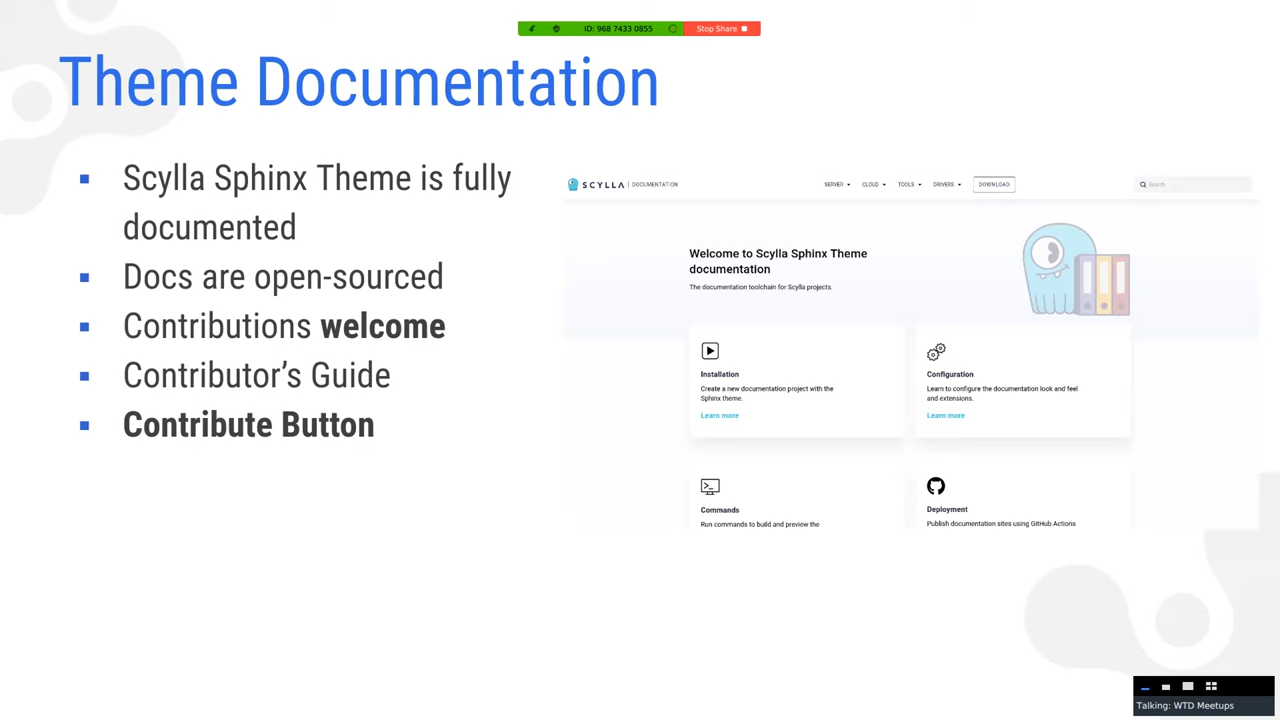 ID: 968 7433 0855
Stop Share
Theme Documentation
Scylla Sphinx Theme is fully
documented
Docs are open-sourced
Contributions welcome
Contributor's Guide
Contribute Button
SCYLLA | DOCUMENTATION
SERVER
CLOUD
TOOLS
DRIVERS
DOWNLOAD
Search
Welcome to Scylla Sphinx Theme
documentation
The documentation toolchain for Scylla projects.
Installation
Create a new documentation project with the
Sphinx theme.
Learn more
Configuration
Learn to configure the documentation look and feel
and extensions.
Learn more
Commands
Run commands to build and preview the
Deployment
Publish documentation sites using GitHub Actions
Talking: WTD Meetups